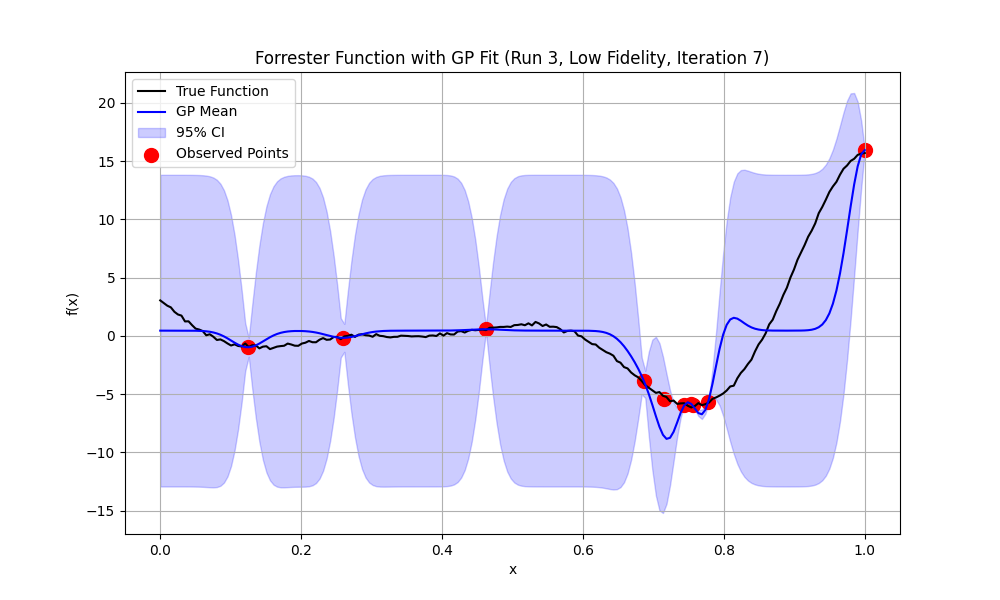 Forrester Function with GP Fit (Run 3, Low Fidelity, Iteration 7)
True Function
GP Mean
95% CI
Observed Points
f(x)
20
15
10
5
0
−5
−10
−15
0.0 0.2 0.4 0.6 0.8 1.0
x